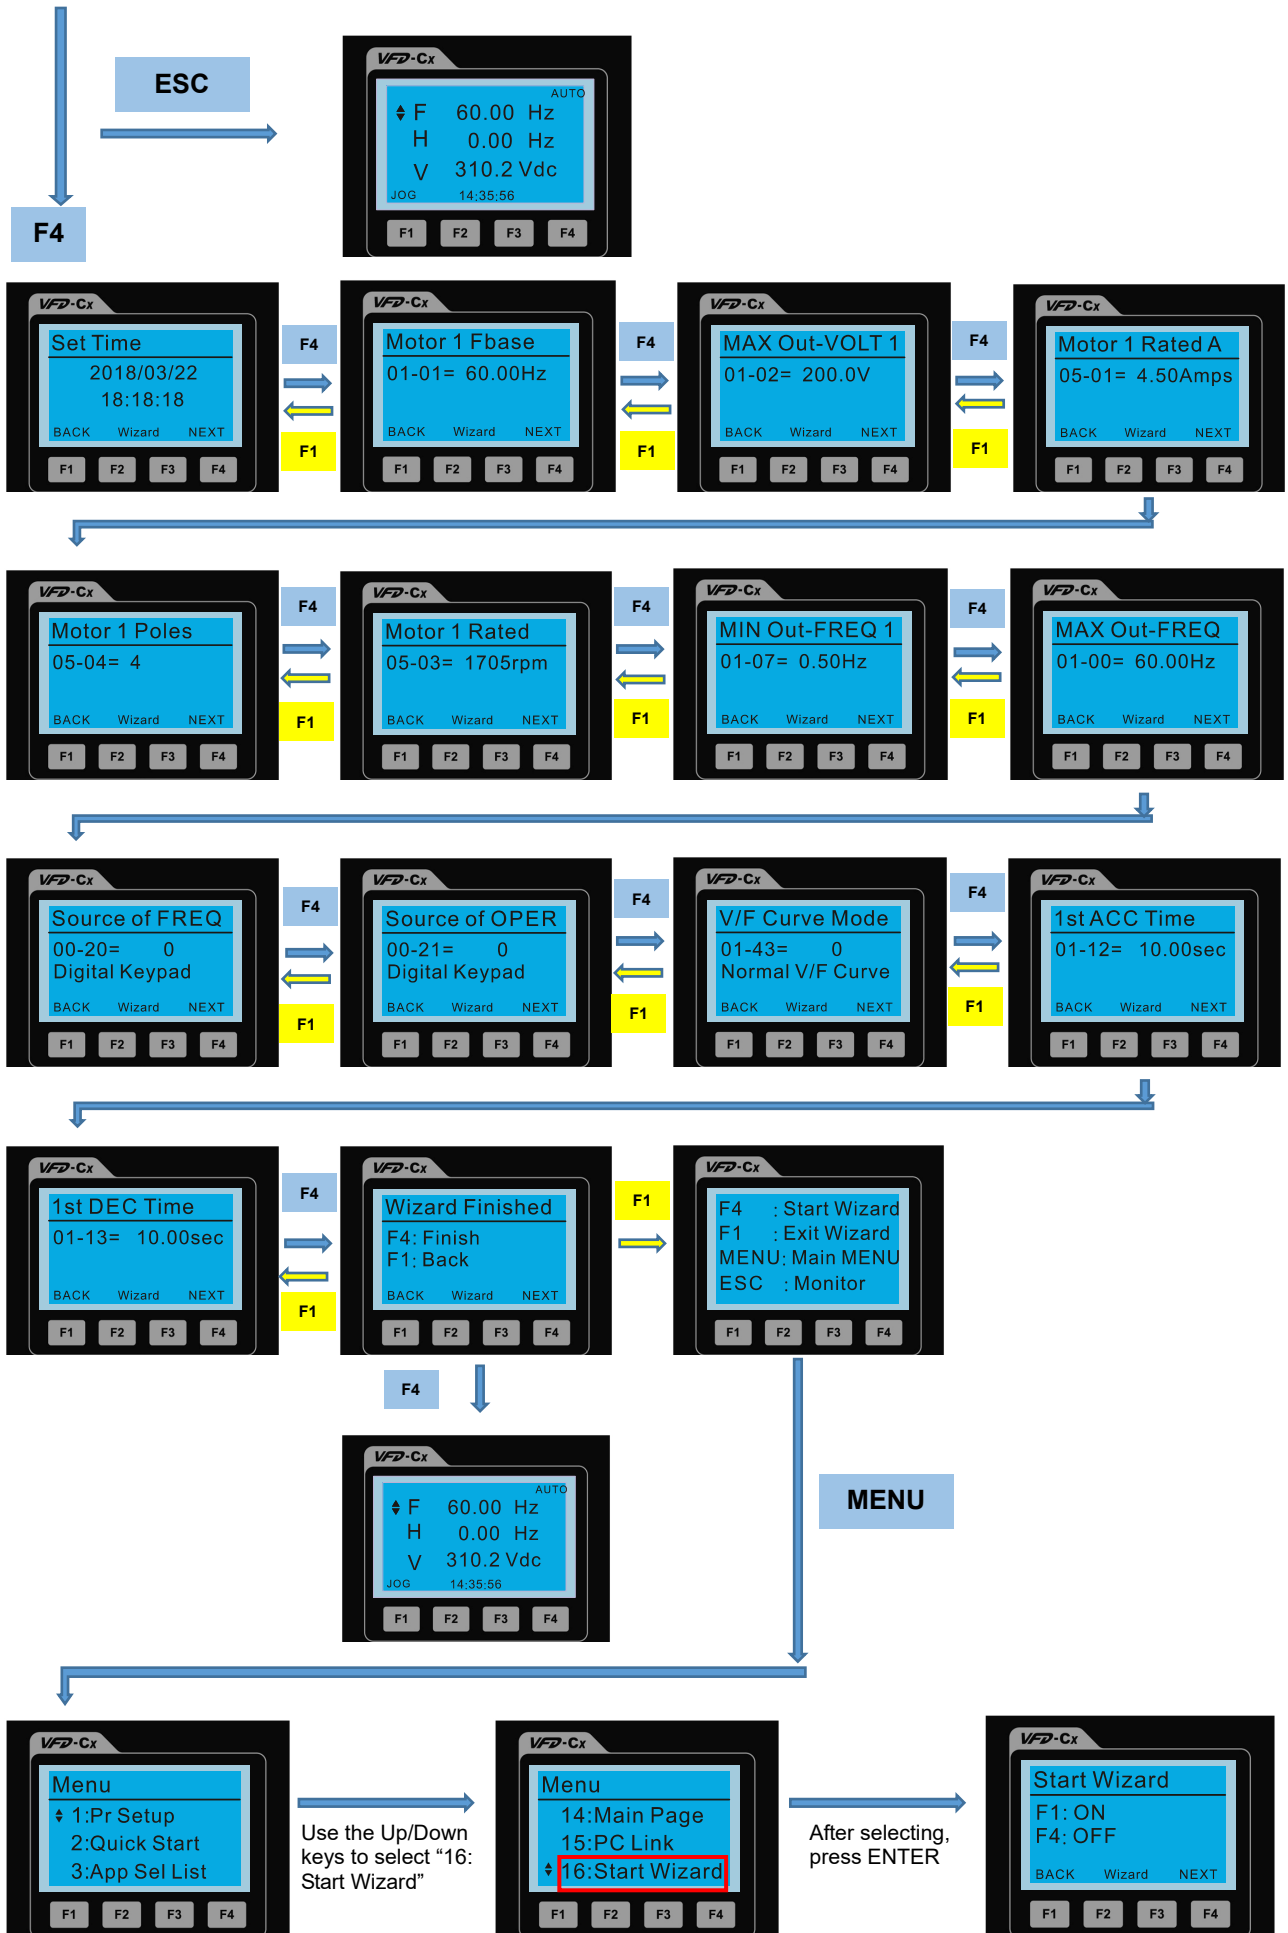 ESC
VFD-Cx
AUTO
F 60.00 Hz
H 0.00 Hz
V 310.2 Vdc
JOG 14:35:56
F1 F2 F3 F4
F4
VFD-Cx
Set Time
2018/03/22
18:18:18
BACK Wizard NEXT
F1 F2 F3 F4
F4
F1
VFD-Cx
Motor 1 Fbase
01-01= 60.00Hz
BACK Wizard NEXT
F1 F2 F3 F4
F4
F1
VFD-Cx
MAX Out-VOLT 1
01-02= 200.0V
BACK Wizard NEXT
F1 F2 F3 F4
F4
F1
VFD-Cx
Motor 1 Rated A
05-01= 4.50Amps
BACK Wizard NEXT
F1 F2 F3 F4
VFD-Cx
Motor 1 Poles
05-04= 4
BACK Wizard NEXT
F1 F2 F3 F4
F4
F1
VFD-Cx
Motor 1 Rated
05-03= 1705rpm
BACK Wizard NEXT
F1 F2 F3 F4
F4
F1
VFD-Cx
MIN Out-FREQ 1
01-07= 0.50Hz
BACK Wizard NEXT
F1 F2 F3 F4
F4
F1
VFD-Cx
MAX Out-FREQ
01-00= 60.00Hz
BACK Wizard NEXT
F1 F2 F3 F4
VFD-Cx
Source of FREQ
00-20= 0
Digital Keypad
BACK Wizard NEXT
F1 F2 F3 F4
F4
F1
VFD-Cx
Source of OPER
00-21= 0
Digital Keypad
BACK Wizard NEXT
F1 F2 F3 F4
F4
F1
VFD-Cx
V/F Curve Mode
01-43= 0
Normal V/F Curve
BACK Wizard NEXT
F1 F2 F3 F4
F4
F1
VFD-Cx
1st ACC Time
01-12= 10.00sec
BACK Wizard NEXT
F1 F2 F3 F4
VFD-Cx
1st DEC Time
01-13= 10.00sec
BACK Wizard NEXT
F1 F2 F3 F4
F4
F1
VFD-Cx
Wizard Finished
F4: Finish
F1: Back
BACK Wizard NEXT
F1 F2 F3 F4
F1
VFD-Cx
F4 : Start Wizard
F1 : Exit Wizard
MENU: Main MENU
ESC : Monitor
F1 F2 F3 F4
F4
VFD-Cx
AUTO
F 60.00 Hz
H 0.00 Hz
V 310.2 Vdc
JOG 14:35:56
F1 F2 F3 F4
MENU
VFD-Cx
Menu
1:Pr Setup
2:Quick Start
3:App Sel List
F1 F2 F3 F4
Use the Up/Down
keys to select “16:
Start Wizard”
VFD-Cx
Menu
14:Main Page
15:PC Link
16:Start Wizard
F1 F2 F3 F4
After selecting,
press ENTER
VFD-Cx
Start Wizard
F1: ON
F4: OFF
BACK Wizard NEXT
F1 F2 F3 F4